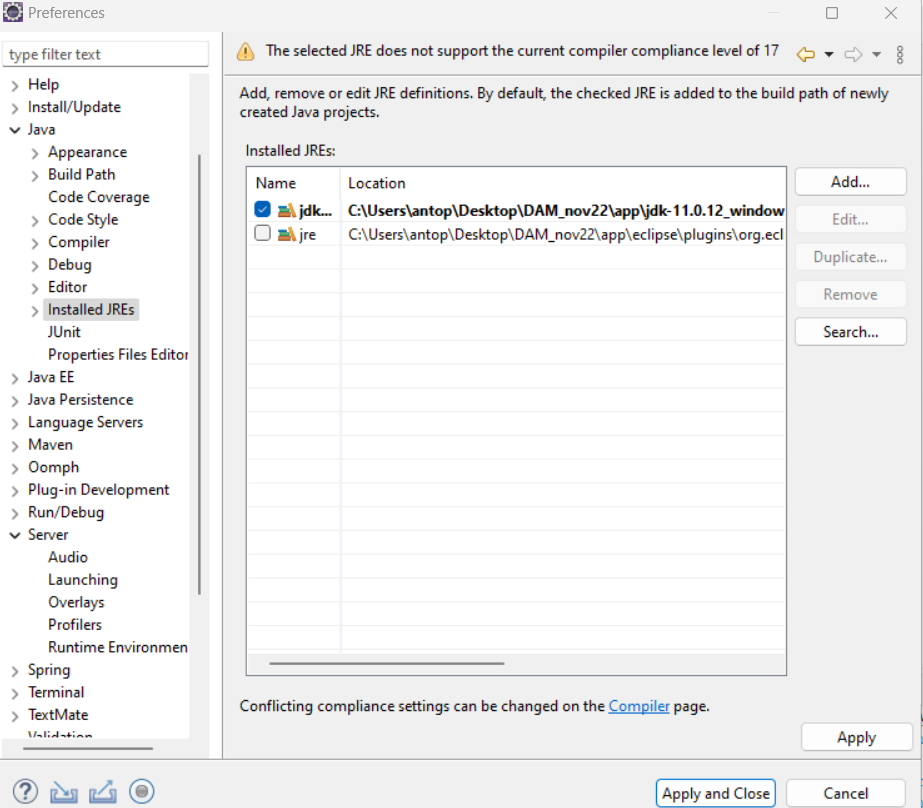 Preferences
type filter text
The selected JRE does not support the current compiler compliance level of 17
Help
Install/Update
Java
Appearance
Build Path
Code Coverage
Code Style
Compiler
Debug
Editor
Installed JREs
JUnit
Properties Files Editor
Java EE
Java Persistence
Language Servers
Maven
Oomph
Plug-in Development
Run/Debug
Server
Audio
Launching
Overlays
Profilers
Runtime Environmen
Spring
Terminal
TextMate
Validation
Add, remove or edit JRE definitions. By default, the checked JRE is added to the build path of newly
created Java projects.
Installed JREs:
Name Location
jdk... C:\Users\antop\Desktop\DAM_nov22\app\jdk-11.0.12_window
jre C:\Users\antop\Desktop\DAM_nov22\app\eclipse\plugins\org.ecl
Add...
Edit...
Duplicate...
Remove
Search...
Conflicting compliance settings can be changed on the Compiler page.
Apply
?
Apply and Close
Cancel